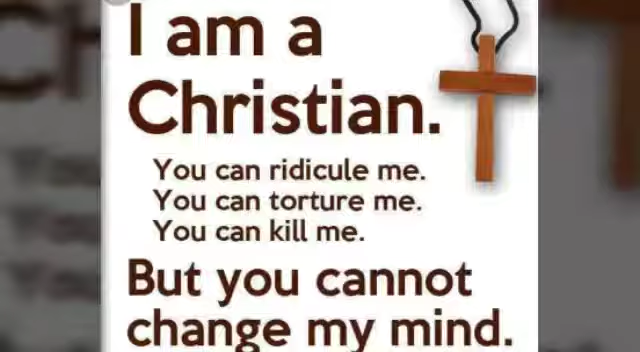 I am a
Christian.
You can ridicule me.
You can torture me.
You can kill me.
But you cannot
change my mind.